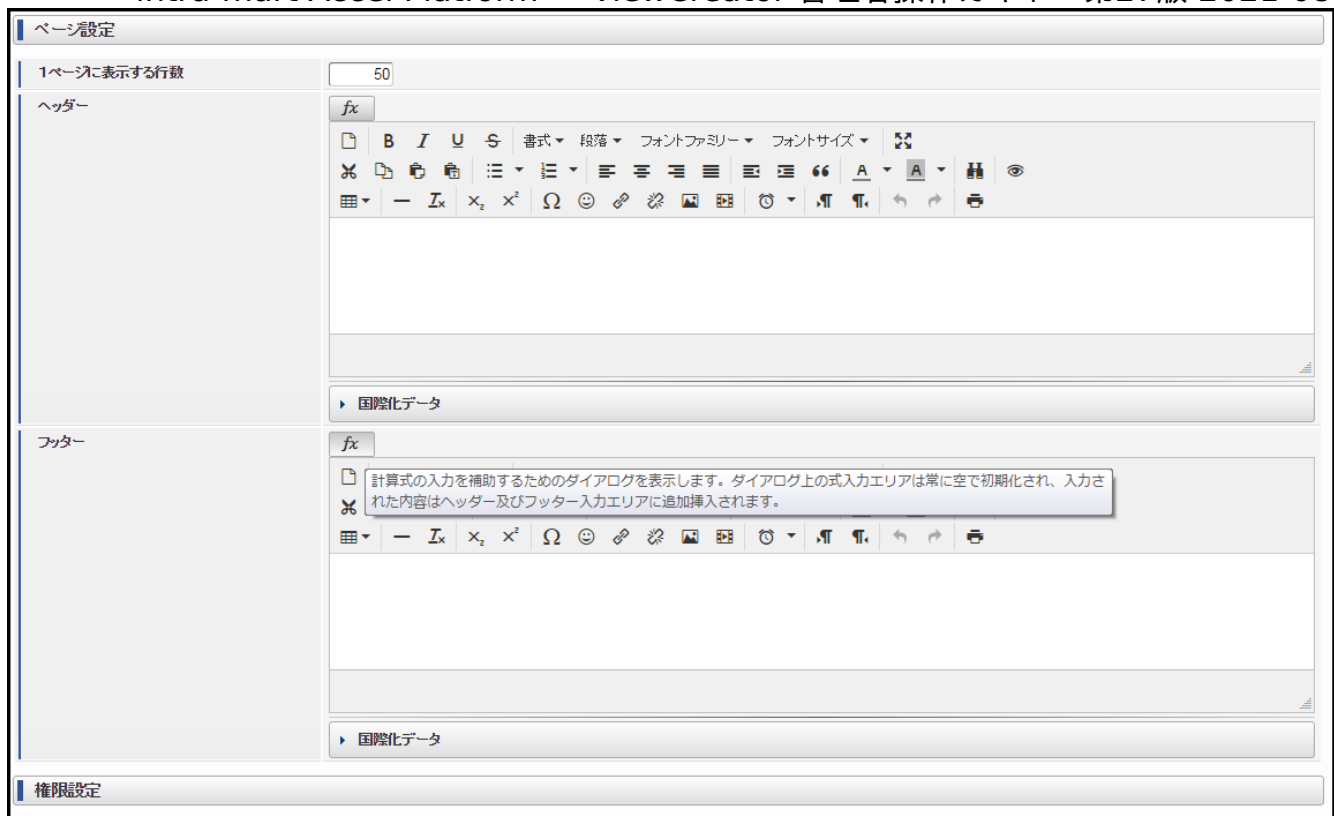 ページ設定
1ページに表示する行数
50
ヘッダー
fx
B I U S 書式 段落 フォントファミリー フォントサイズ
A A
Ix X₂ X² Ω
国際化データ
フッター
fx
計算式の入力を補助するためのダイアログを表示します。ダイアログ上の式入力エリアは常に空で初期化され、入力さ
れた内容はヘッダー及びフッター入力エリアに追加挿入されます。
Ix X₂ X² Ω
国際化データ
権限設定